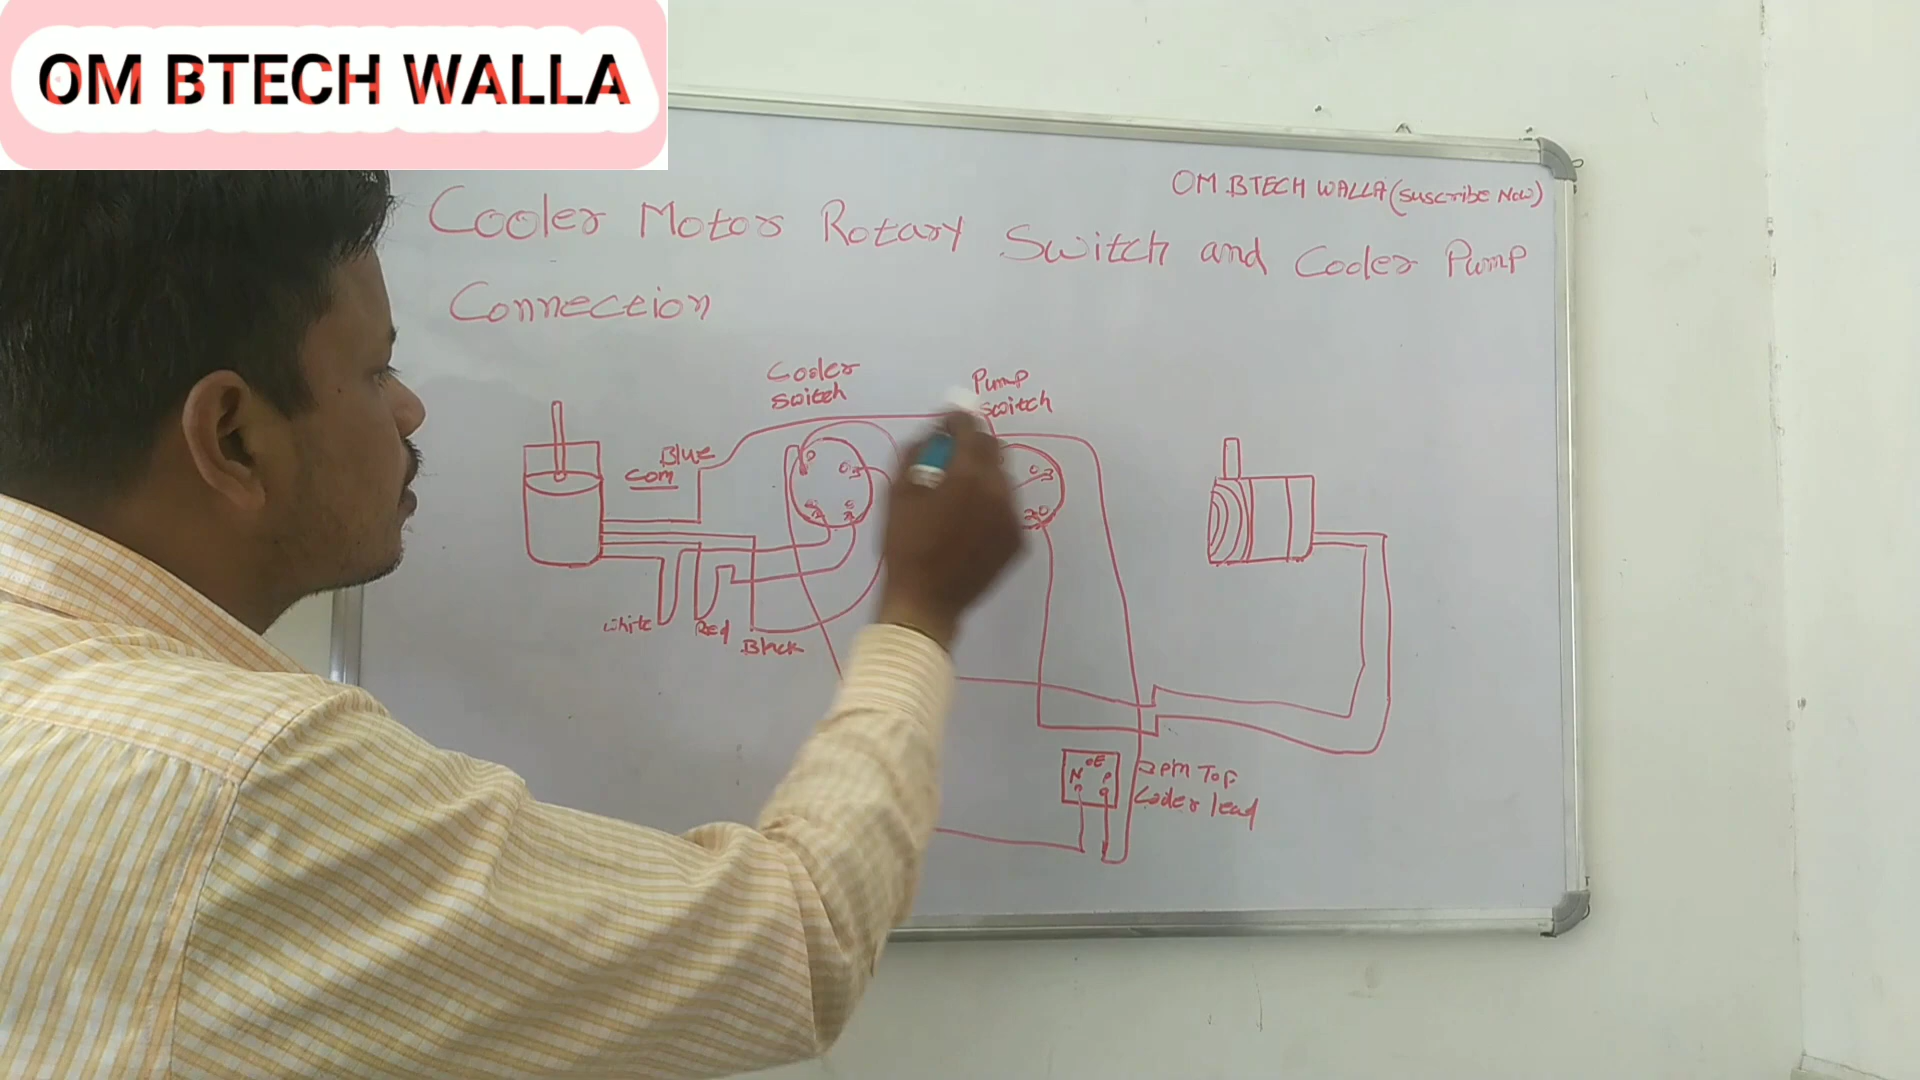 OM BTECH WALLA
OM BTECH WALLA (Suscribe Now)
Cooler Motor Rotary Switch and Cooler Pump
Connection
Cooler
Switch
Pump
Switch
Blue
Com
White
Red
Black
E
N P
3 Pin Top
Cooler lead